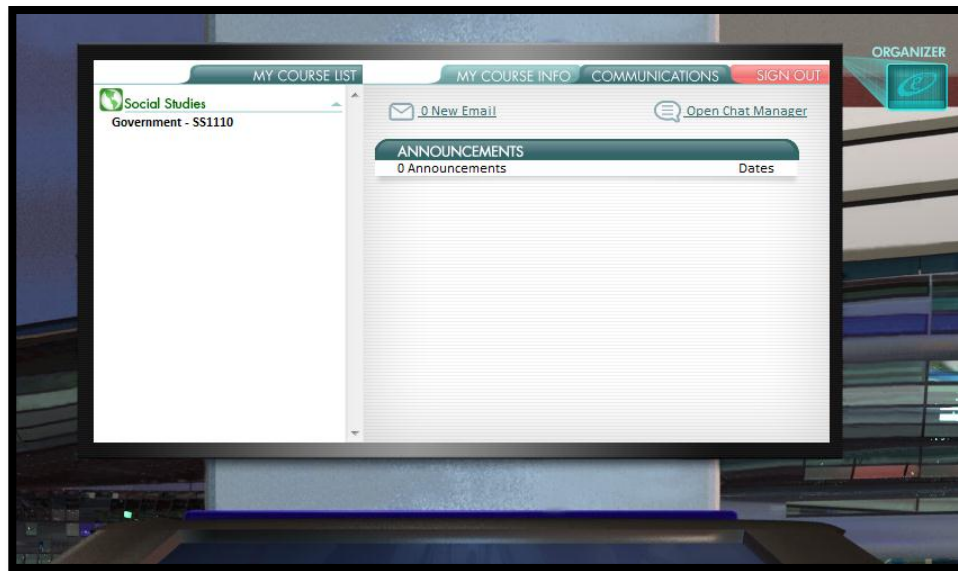 ORGANIZER
MY COURSE LIST
MY COURSE INFO
COMMUNICATIONS
SIGN OUT
Social Studies
Government - SS1110
0 New Email
Open Chat Manager
ANNOUNCEMENTS
0 Announcements
Dates